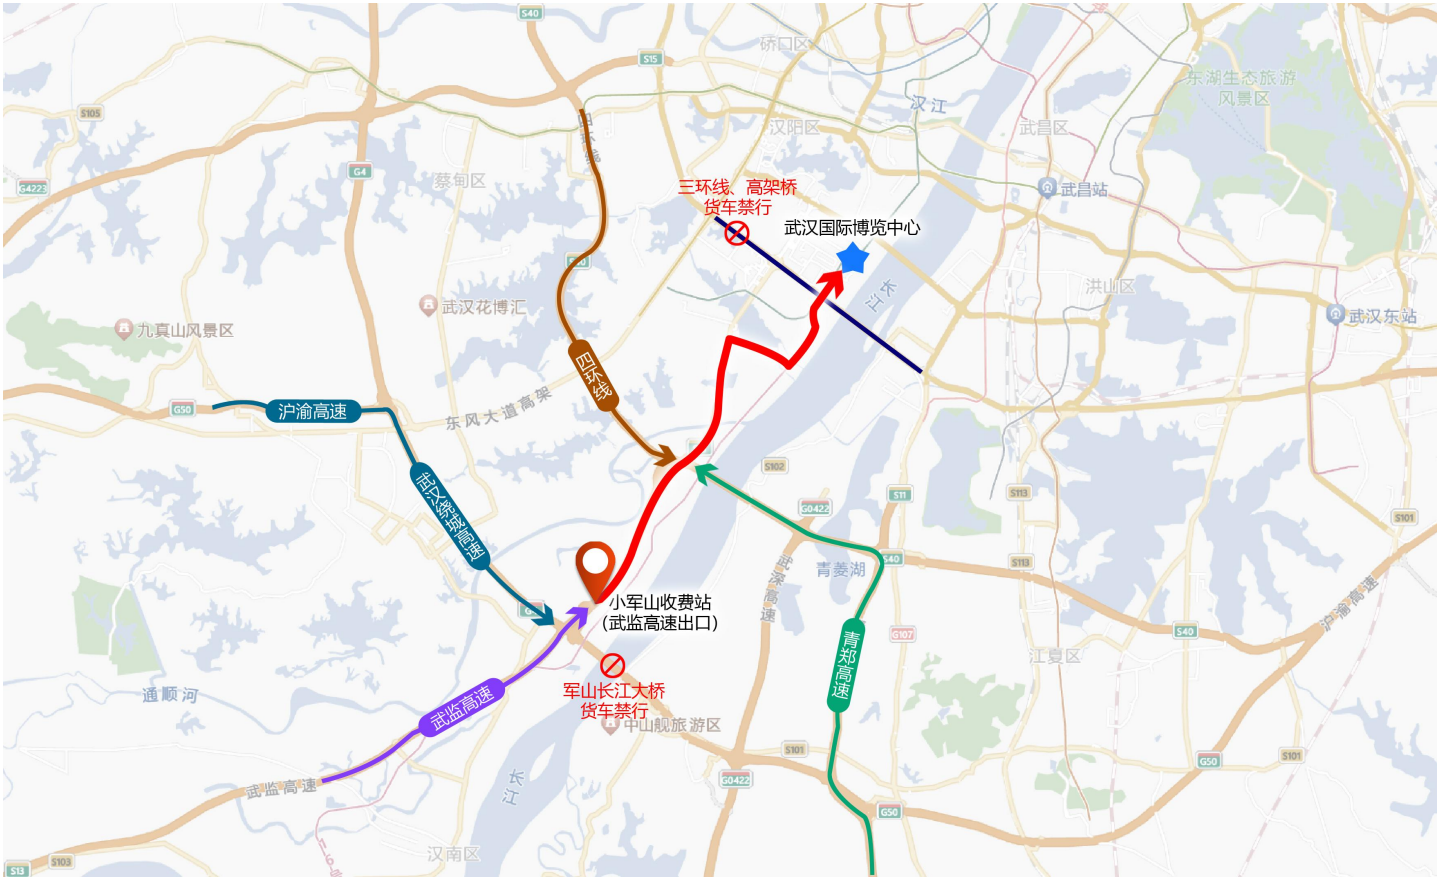 S40
硚口区
S15
东湖生态旅游
风景区
汉江
S105
汉阳区
武昌区
G4
蔡甸区
G4223
三环线、高架桥
货车禁行
武昌站
武汉国际博览中心
洪山区
长江
武汉花博汇
九真山风景区
武汉东站
四环线
G50
沪渝高速
东风大道高架
S102
武汉绕城高速
S11
S113
G0422
S101
S40
S113
武深高速
青菱湖
小军山收费站
（武监高速出口）
G107
S40
沪渝高速
江夏区
青郑高速
军山长江大桥
货车禁行
通顺河
武监高速
中山舰旅游区
S101
G50
S101
G0422
武监高速
长江
G50
汉南区
S103
S13